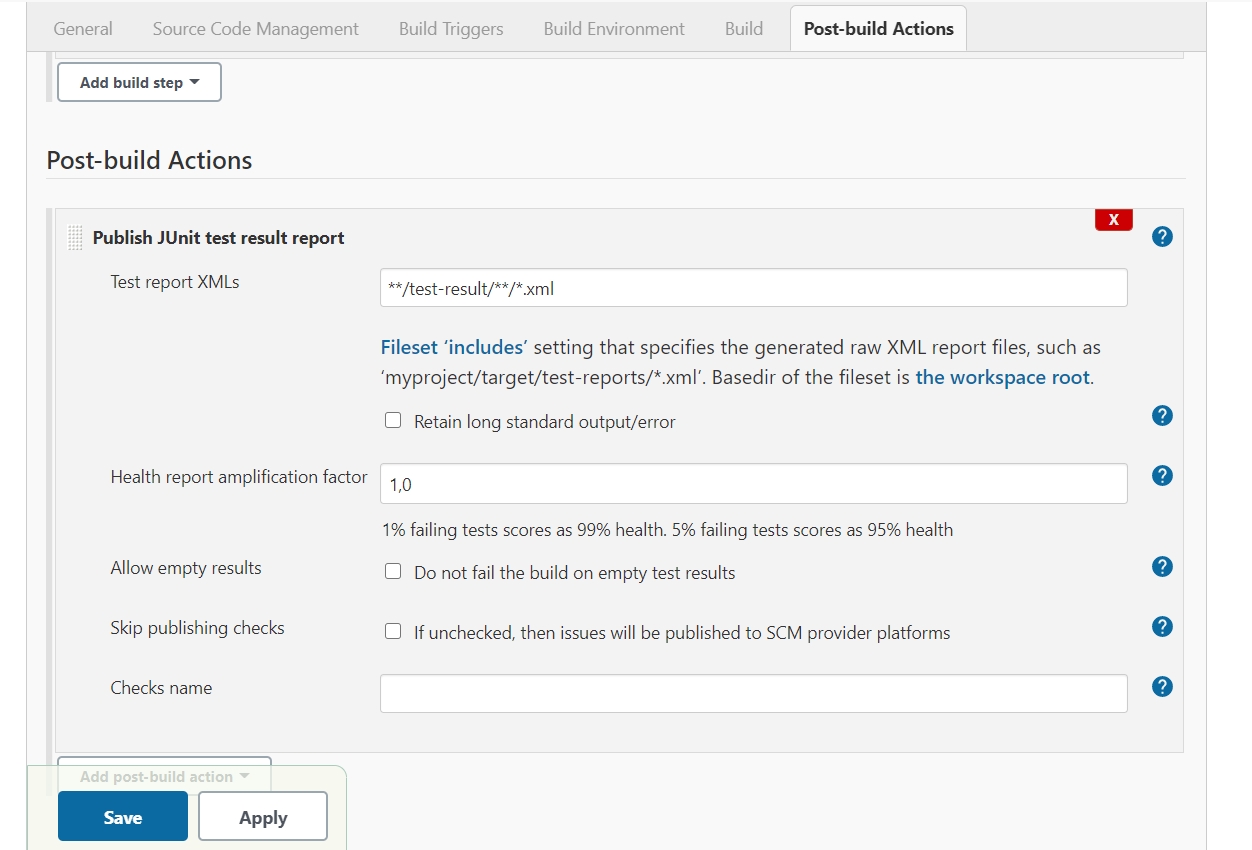 General Source Code Management Build Triggers Build Environment Build Post-build Actions
Add build step
Post-build Actions
X
Publish JUnit test result report ?
Test report XMLs **/test-result/**/*.xml
Fileset ‘includes’ setting that specifies the generated raw XML report files, such as
‘myproject/target/test-reports/*.xml’. Basedir of the fileset is the workspace root.
Retain long standard output/error ?
Health report amplification factor 1,0 ?
1% failing tests scores as 99% health. 5% failing tests scores as 95% health
Allow empty results Do not fail the build on empty test results ?
Skip publishing checks If unchecked, then issues will be published to SCM provider platforms ?
Checks name ?
Add post-build action
Save Apply